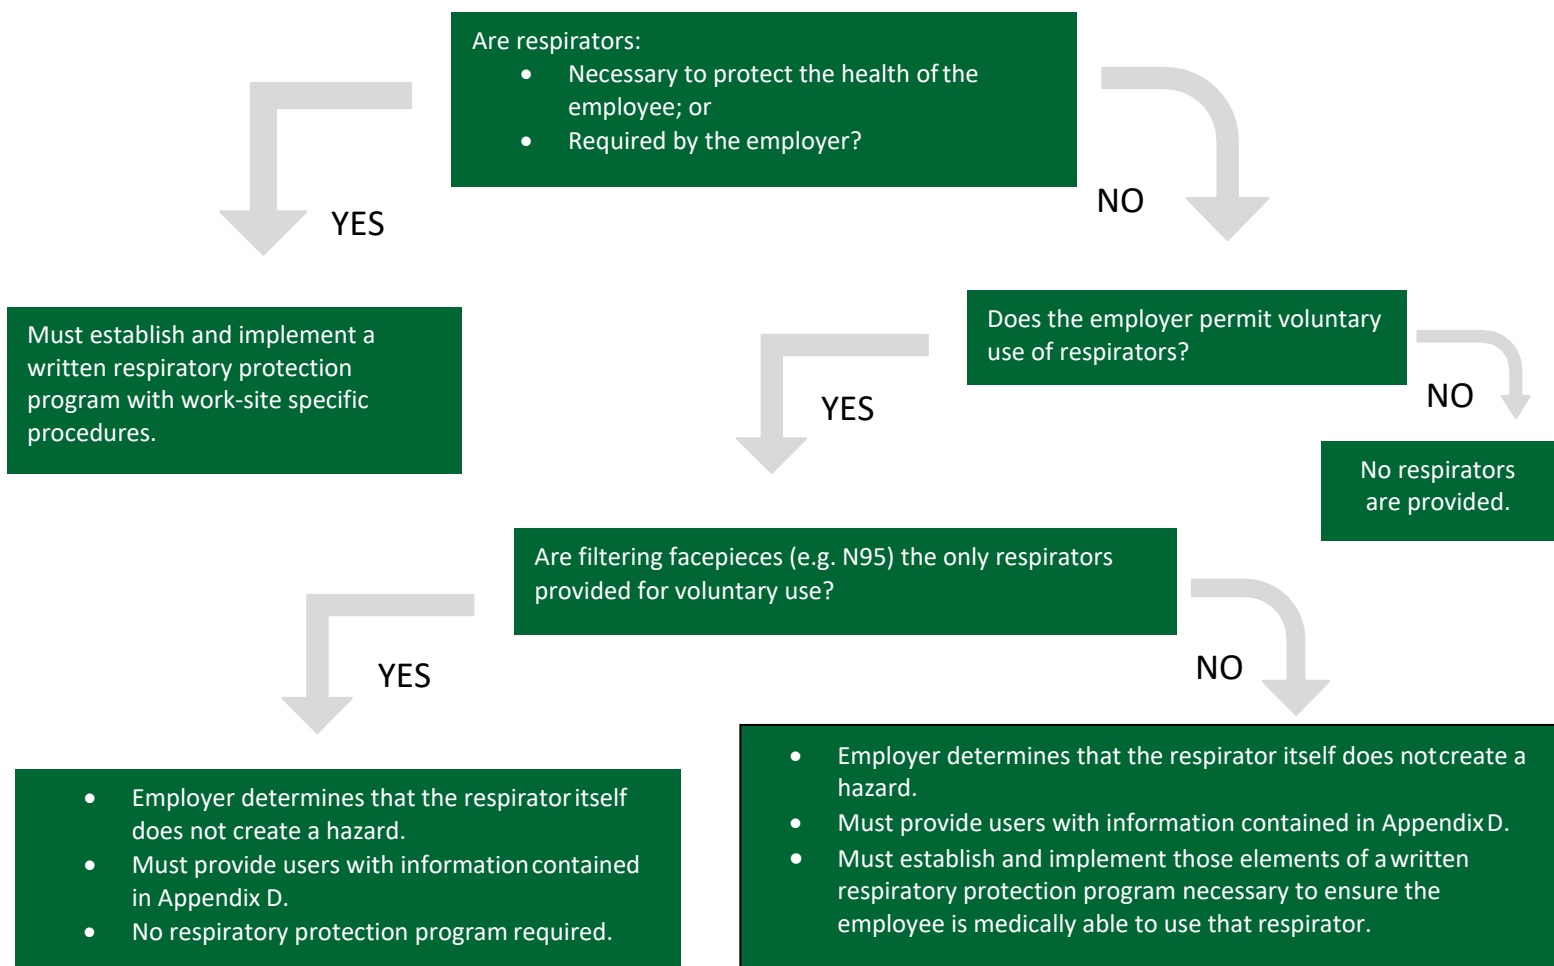 Are respirators:
• Necessary to protect the health of the
employee; or
• Required by the employer?
YES
NO
Must establish and implement a
written respiratory protection
program with work-site specific
procedures.
Does the employer permit voluntary
use of respirators?
YES
NO
No respirators
are provided.
Are filtering facepieces (e.g. N95) the only respirators
provided for voluntary use?
YES
NO
• Employer determines that the respirator itself
does not create a hazard.
• Must provide users with information contained
in Appendix D.
• No respiratory protection program required.
• Employer determines that the respirator itself does notcreate a
hazard.
• Must provide users with information contained in Appendix D.
• Must establish and implement those elements of a written
respiratory protection program necessary to ensure the
employee is medically able to use that respirator.